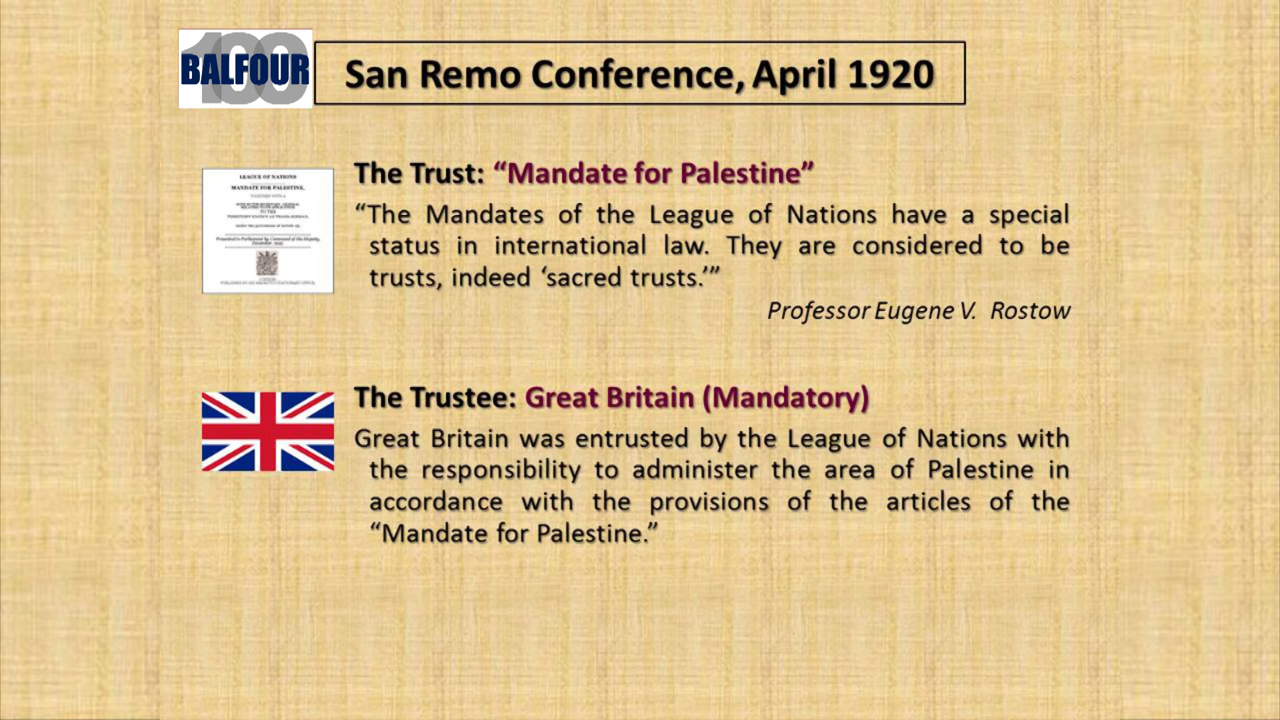 100
BALFOUR
San Remo Conference, April 1920
The Trust: “Mandate for Palestine”
“The Mandates of the League of Nations have a special
status in international law. They are considered to be
trusts, indeed ‘sacred trusts.’”
Professor Eugene V. Rostow
LEAGUE OF NATIONS
MANDATE FOR PALESTINE,
The Trustee: Great Britain (Mandatory)
Great Britain was entrusted by the League of Nations with
the responsibility to administer the area of Palestine in
accordance with the provisions of the articles of the
“Mandate for Palestine.”